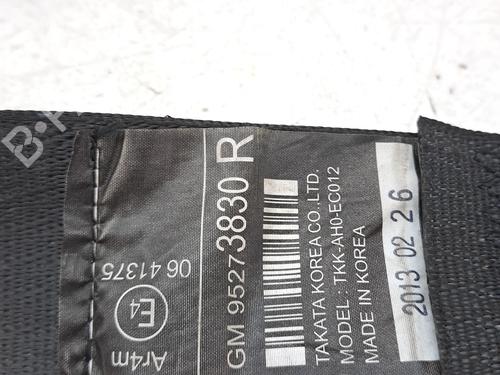 Ar4m E4 06 41375
GM 95273830 R
TAKATA KOREA CO.,LTD.
MODEL : TKK-AH0-EC012
MADE IN KOREA
2013 02 26